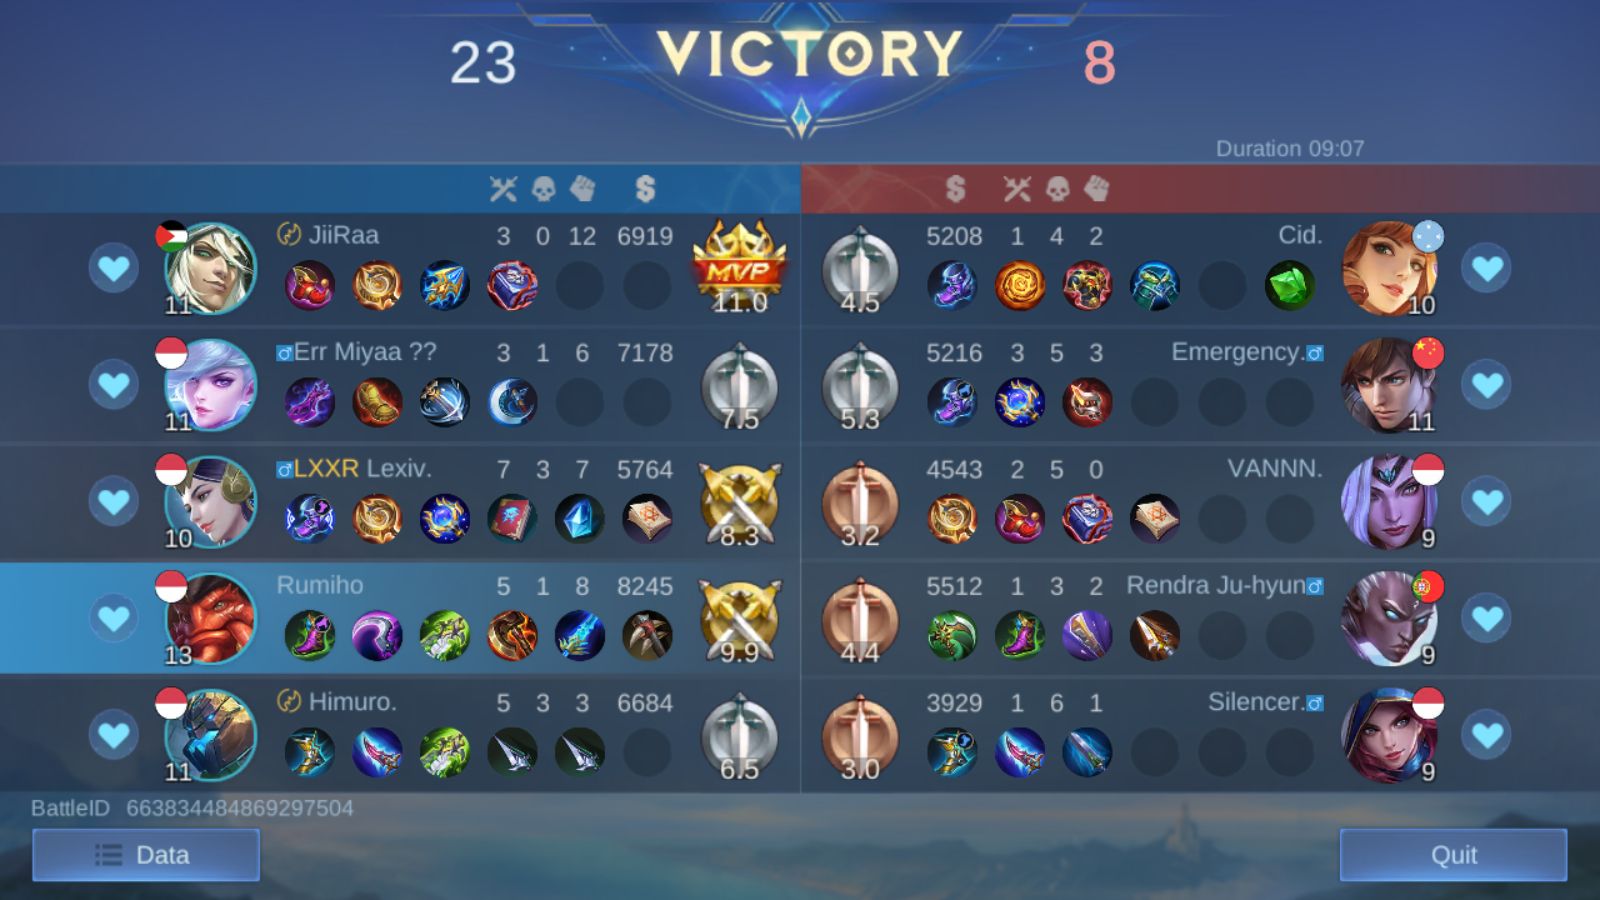 23 VICTORY 8
Duration 09:07
JiiRaa 3 0 12 6919
11 MVP 11.0
5208 1 4 2 Cid.
4.5 10
Err Miyaa ?? 3 1 6 7178
11 7.5
5216 3 5 3 Emergency.
5.3 11
LXXR Lexiv. 7 3 7 5764
10 8.3
4543 2 5 0 VANNN.
3.2 9
Rumiho 5 1 8 8245
13 9.9
5512 1 3 2 Rendra Ju-hyun
4.4 9
Himuro. 5 3 3 6684
11 6.5
3929 1 6 1 Silencer.
3.0 9
BattleID 663834484869297504
Data Quit